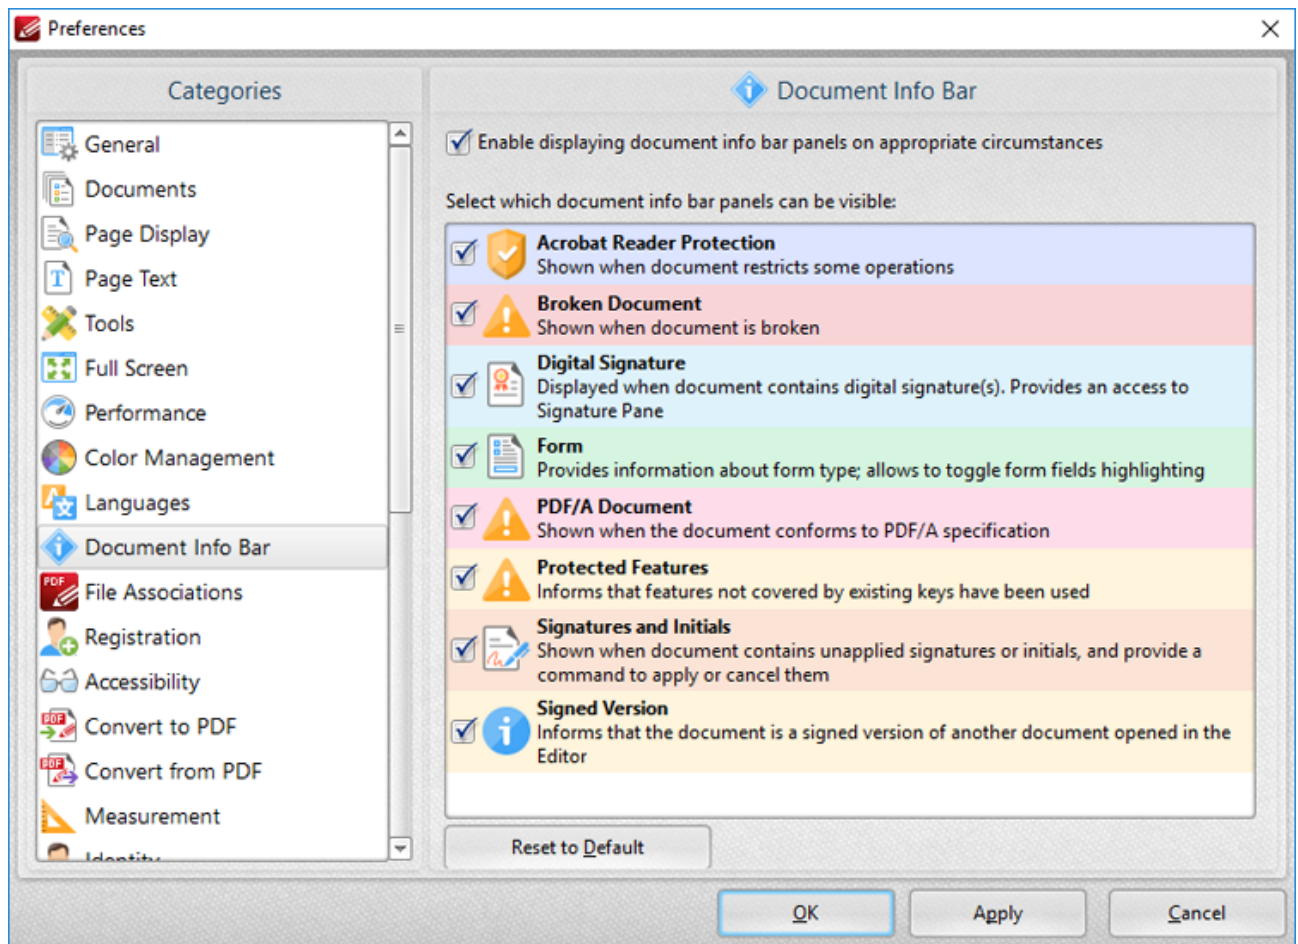 Preferences
Categories
General
Documents
Page Display
Page Text
Tools
Full Screen
Performance
Color Management
Languages
Document Info Bar
File Associations
Registration
Accessibility
Convert to PDF
Convert from PDF
Measurement
Identity
Document Info Bar
Enable displaying document info bar panels on appropriate circumstances
Select which document info bar panels can be visible:
Acrobat Reader Protection
Shown when document restricts some operations
Broken Document
Shown when document is broken
Digital Signature
Displayed when document contains digital signature(s). Provides an access to
Signature Pane
Form
Provides information about form type; allows to toggle form fields highlighting
PDF/A Document
Shown when the document conforms to PDF/A specification
Protected Features
Informs that features not covered by existing keys have been used
Signatures and Initials
Shown when document contains unapplied signatures or initials, and provide a
command to apply or cancel them
Signed Version
Informs that the document is a signed version of another document opened in the
Editor
Reset to Default
OK
Apply
Cancel